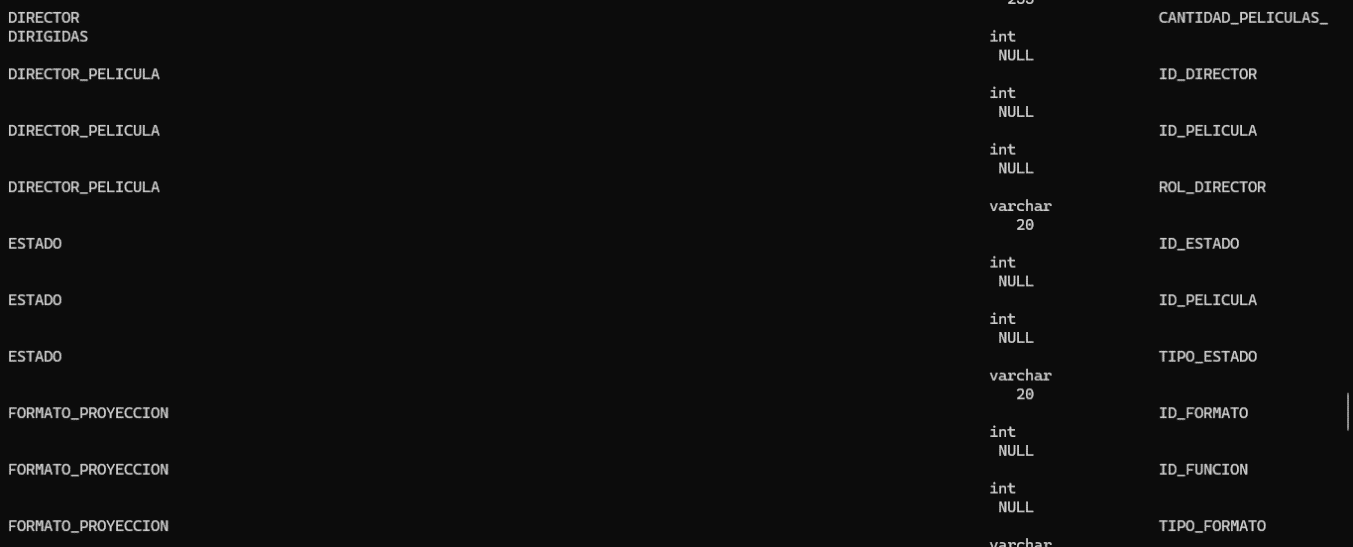 255
DIRECTOR CANTIDAD_PELICULAS_
DIRIGIDAS int
NULL
DIRECTOR_PELICULA ID_DIRECTOR
int
NULL
DIRECTOR_PELICULA ID_PELICULA
int
NULL
DIRECTOR_PELICULA ROL_DIRECTOR
varchar
20
ESTADO ID_ESTADO
int
NULL
ESTADO ID_PELICULA
int
NULL
ESTADO TIPO_ESTADO
varchar
20
FORMATO_PROYECCION ID_FORMATO
int
NULL
FORMATO_PROYECCION ID_FUNCION
int
NULL
FORMATO_PROYECCION TIPO_FORMATO
varchar